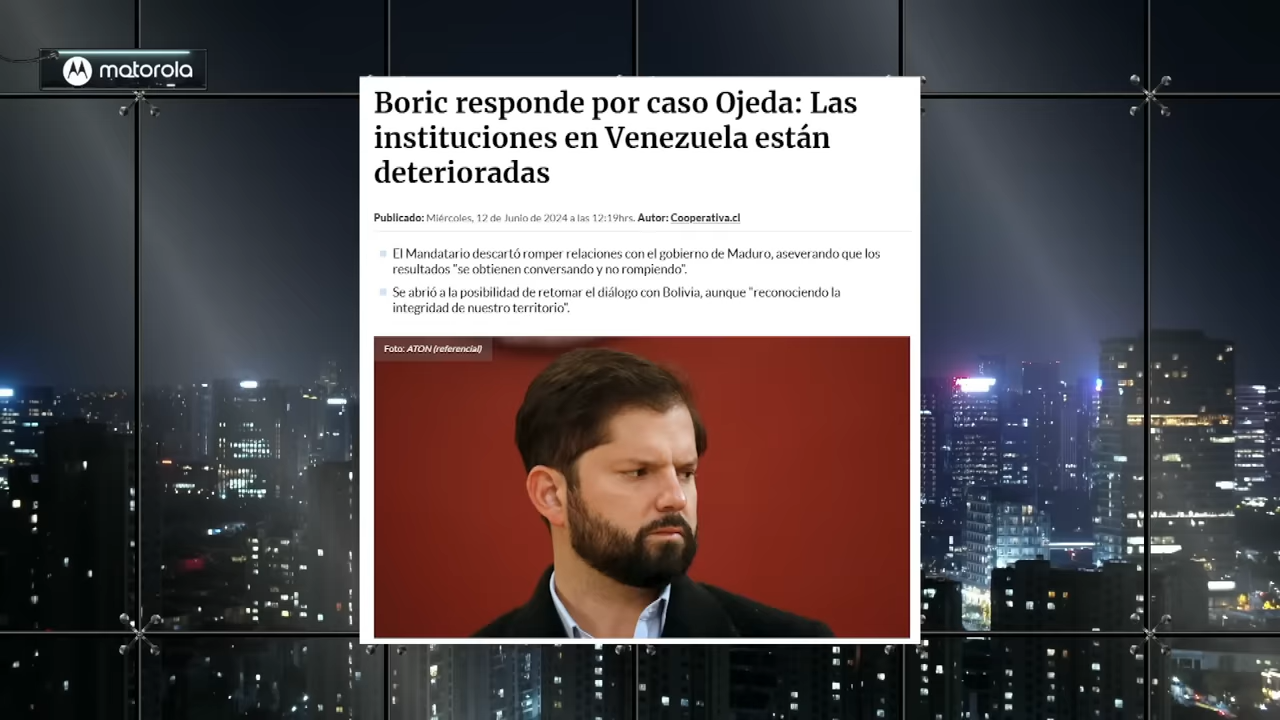 motorola
Boric responde por caso Ojeda: Las
instituciones en Venezuela están
deterioradas
Publicado: Miércoles, 12 de Junio de 2024 a las 12:19hrs. Autor: Cooperativa.cl
El Mandatario descartó romper relaciones con el gobierno de Maduro, aseverando que los
resultados "se obtienen conversando y no rompiendo".
Se abrió a la posibilidad de retomar el diálogo con Bolivia, aunque "reconociendo la
integridad de nuestro territorio".
Foto: ATON (referencial)